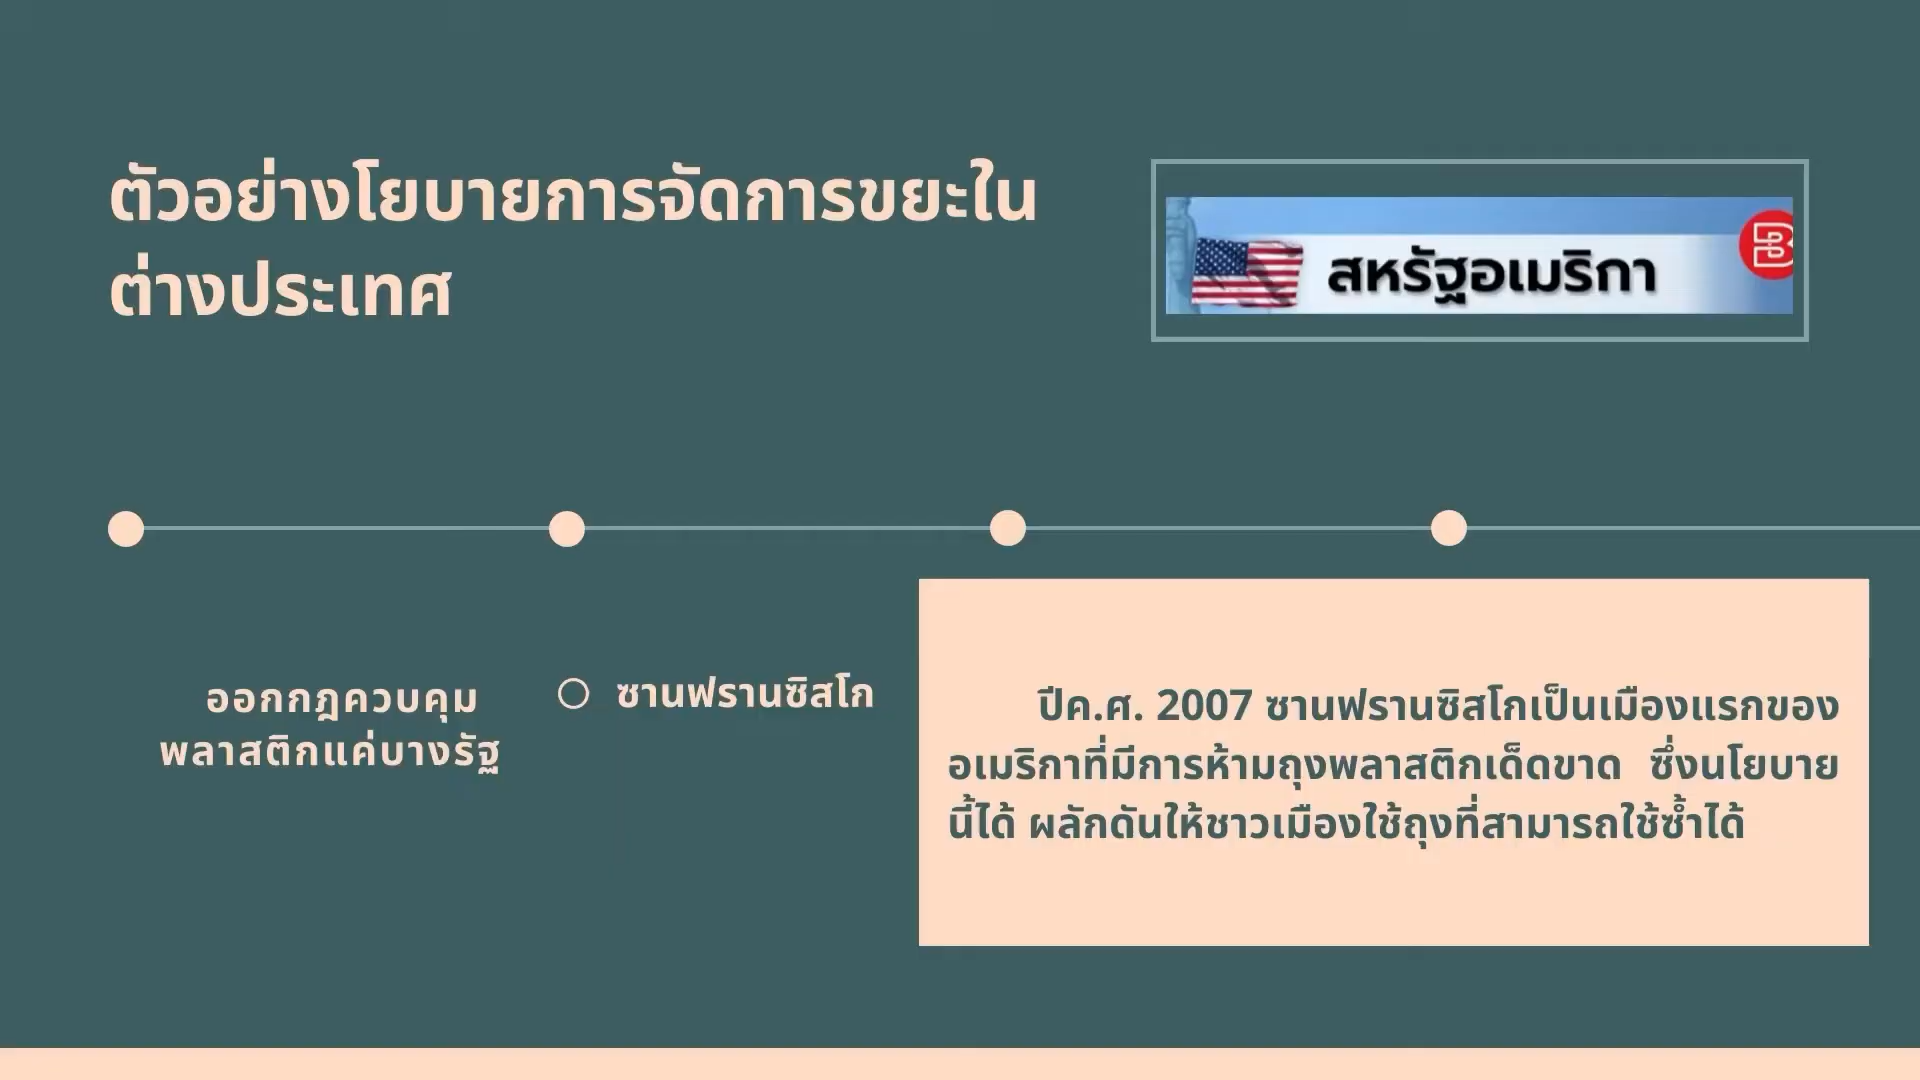 ตัวอย่างโยบายการจัดการขยะใน
ต่างประเทศ
สหรัฐอเมริกา
B
ออกกฎควบคุม
พลาสติกแค่บางรัฐ
ซานฟรานซิสโก
ปีค.ศ. 2007 ซานฟรานซิสโกเป็นเมืองแรกของ
อเมริกาที่มีการห้ามถุงพลาสติกเด็ดขาด ซึ่งนโยบาย
นี้ได้ ผลักดันให้ชาวเมืองใช้ถุงที่สามารถใช้ซ้ำได้